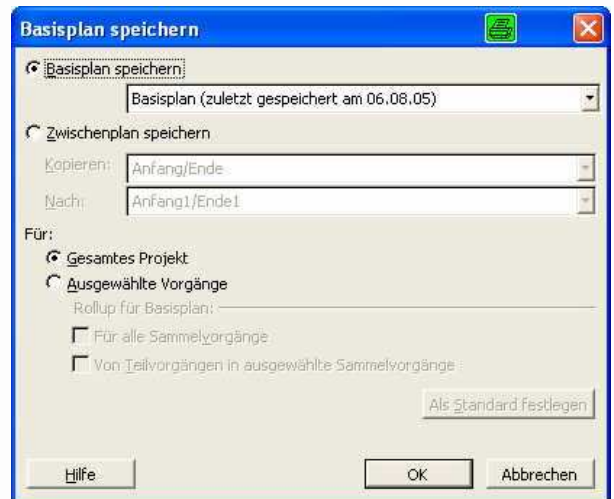 Basisplan speichern
Basisplan speichern
Basisplan (zuletzt gespeichert am 06.08.05)
Zwischenplan speichern
Kopieren: Anfang/Ende
Nach: Anfang1/Ende1
Für:
Gesamtes Projekt
Ausgewählte Vorgänge
Rollup für Basisplan:
Für alle Sammelvorgänge
Von Teilvorgängen in ausgewählte Sammelvorgänge
Als Standard festlegen
Hilfe OK Abbrechen